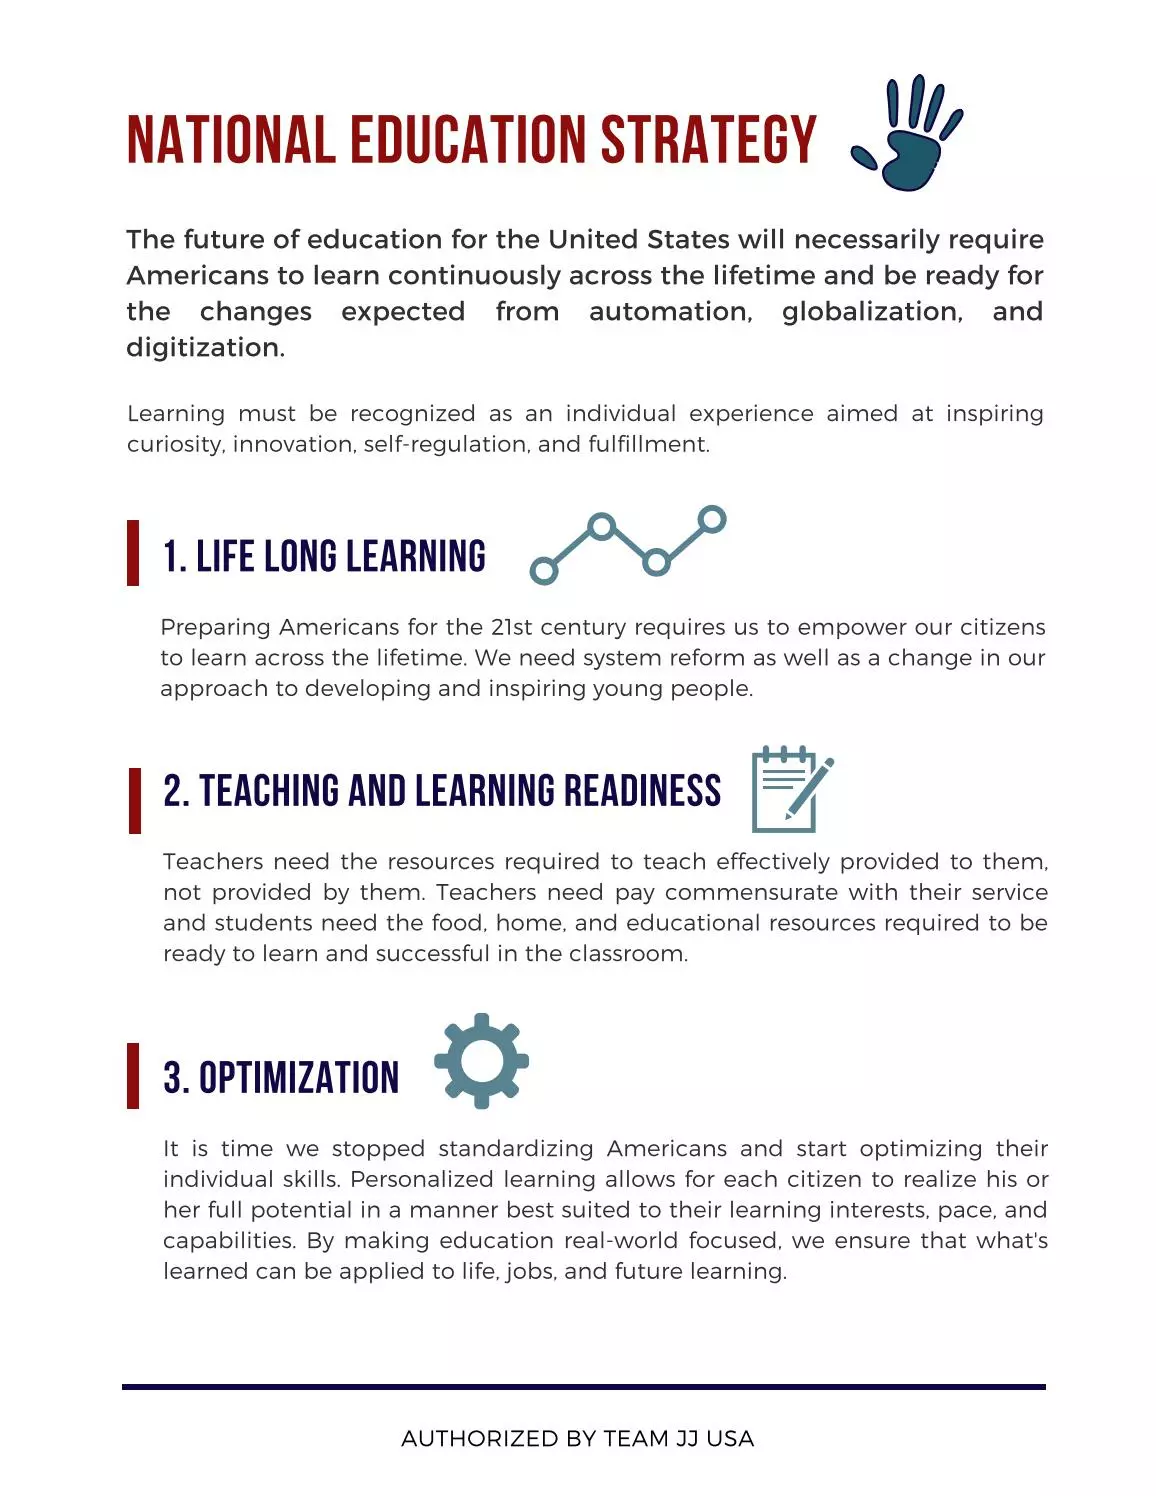 NATIONAL EDUCATION STRATEGY
The future of education for the United States will necessarily require
Americans to learn continuously across the lifetime and be ready for
the changes expected from automation, globalization, and
digitization.
Learning must be recognized as an individual experience aimed at inspiring
curiosity, innovation, self-regulation, and fulfillment.
1. LIFE LONG LEARNING
Preparing Americans for the 21st century requires us to empower our citizens
to learn across the lifetime. We need system reform as well as a change in our
approach to developing and inspiring young people.
2. TEACHING AND LEARNING READINESS
Teachers need the resources required to teach effectively provided to them,
not provided by them. Teachers need pay commensurate with their service
and students need the food, home, and educational resources required to be
ready to learn and successful in the classroom.
3. OPTIMIZATION
It is time we stopped standardizing Americans and start optimizing their
individual skills. Personalized learning allows for each citizen to realize his or
her full potential in a manner best suited to their learning interests, pace, and
capabilities. By making education real-world focused, we ensure that what's
learned can be applied to life, jobs, and future learning.
AUTHORIZED BY TEAM JJ USA